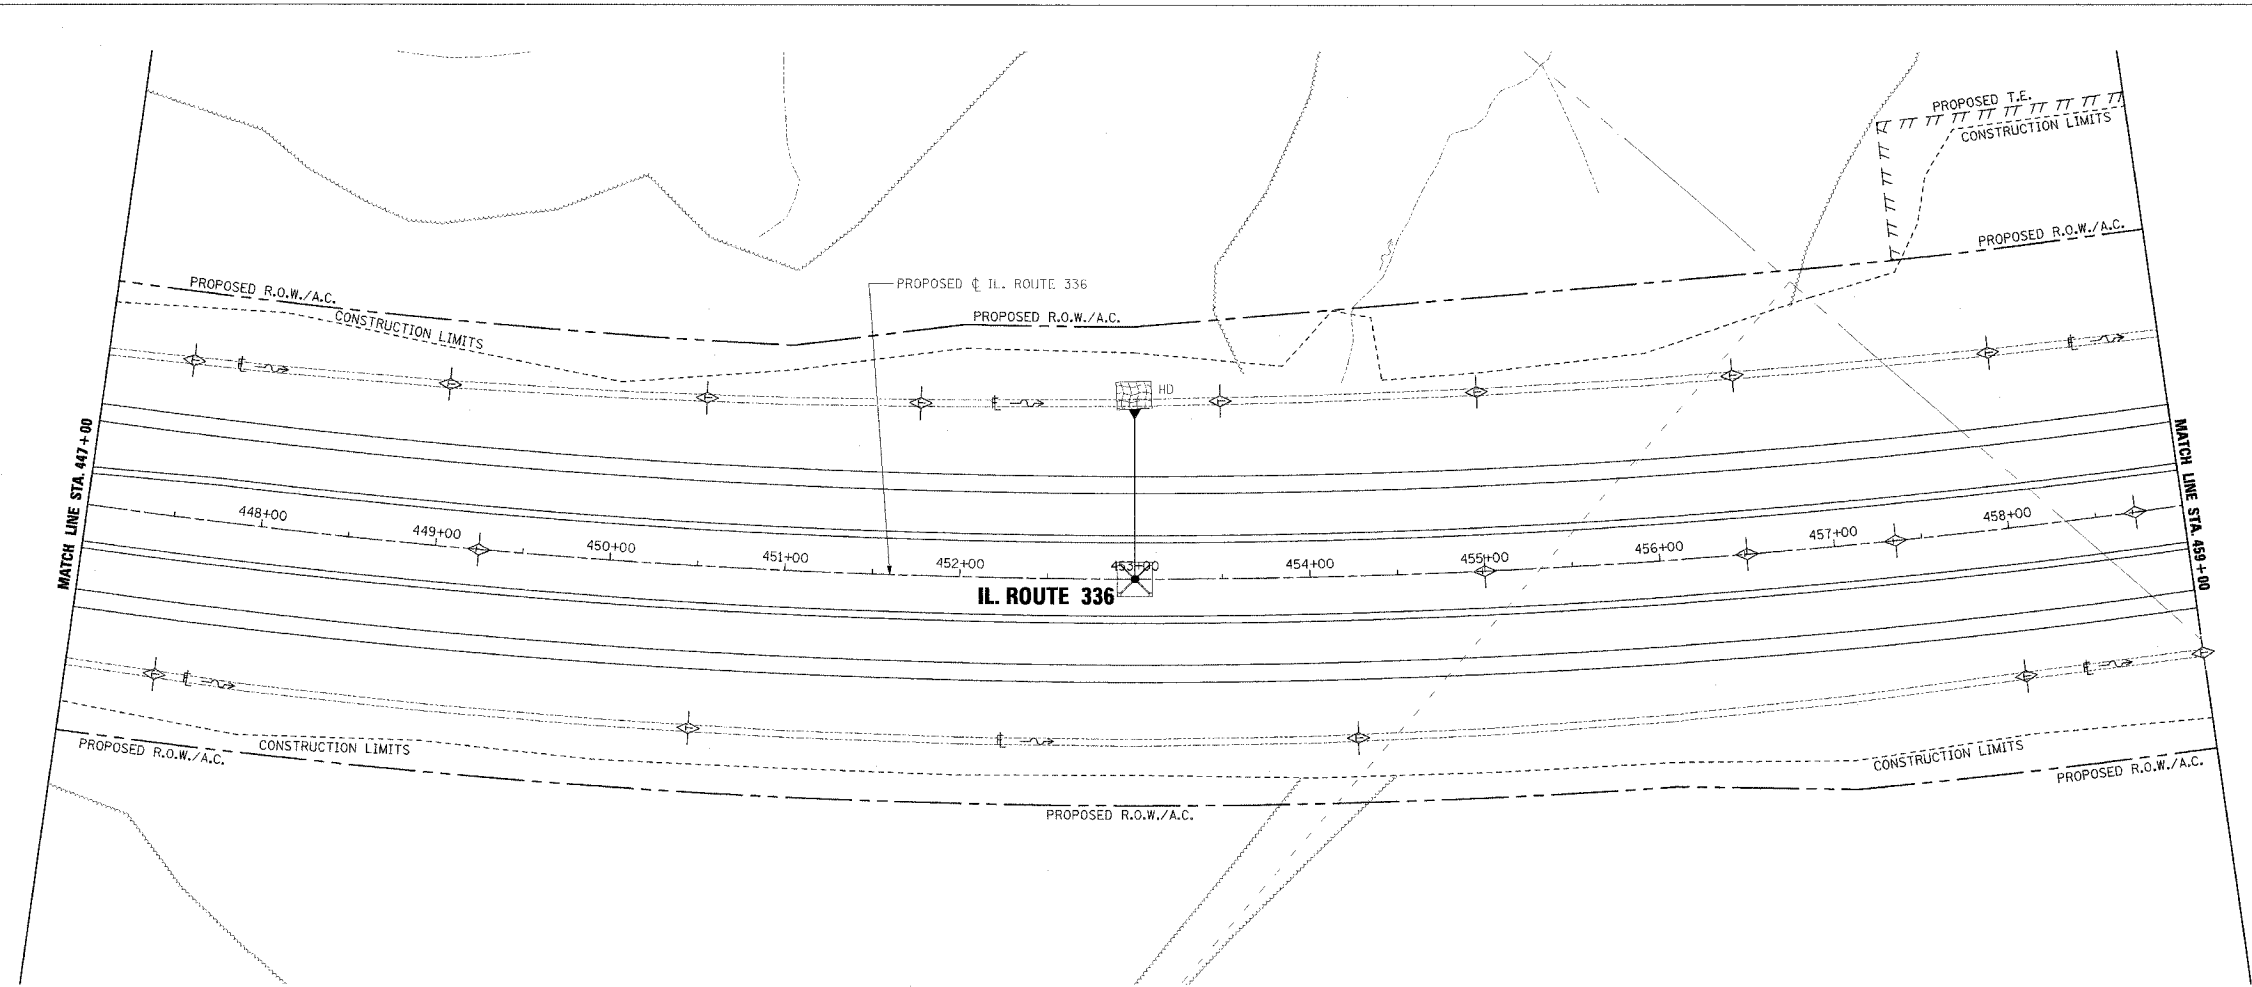 PROPOSED T.E.
CONSTRUCTION LIMITS
PROPOSED R.O.W./A.C.
PROPOSED ℄ IL. ROUTE 336
PROPOSED R.O.W./A.C.
PROPOSED R.O.W./A.C.
CONSTRUCTION LIMITS
℄
℄
HD
℄
MATCH LINE STA. 447+00
MATCH LINE STA. 459+00
448+00
449+00
450+00
451+00
452+00
453+00
454+00
455+00
456+00
457+00
458+00
IL. ROUTE 336
℄
℄
℄
PROPOSED R.O.W./A.C.
CONSTRUCTION LIMITS
CONSTRUCTION LIMITS
PROPOSED R.O.W./A.C.
PROPOSED R.O.W./A.C.